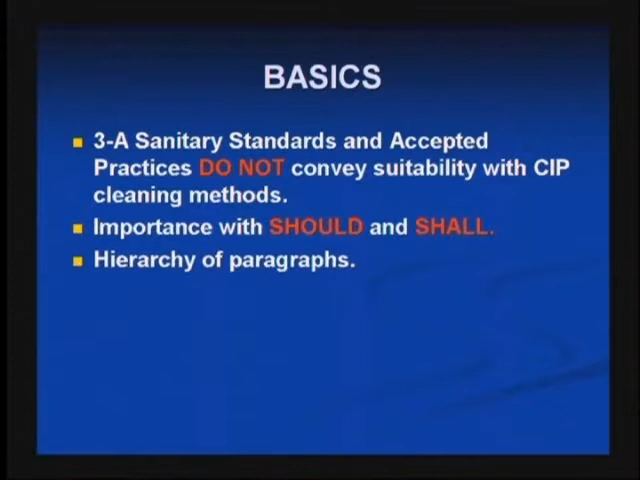 BASICS
3-A Sanitary Standards and Accepted
Practices DO NOT convey suitability with CIP
cleaning methods.
Importance with SHOULD and SHALL.
Hierarchy of paragraphs.